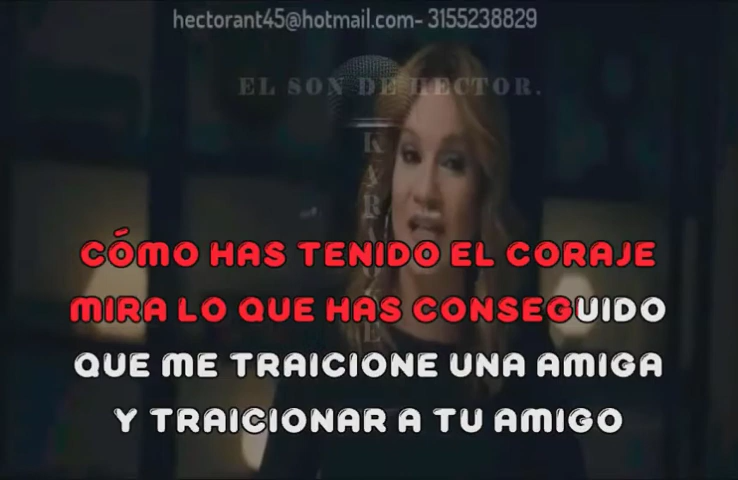 hectorant45@hotmail.com- 3155238829
EL SON DE HECTOR.
KARAOKE
CÓMO HAS TENIDO EL CORAJE
MIRA LO QUE HAS CONSEGUIDO
QUE ME TRAICIONE UNA AMIGA
Y TRAICIONAR A TU AMIGO